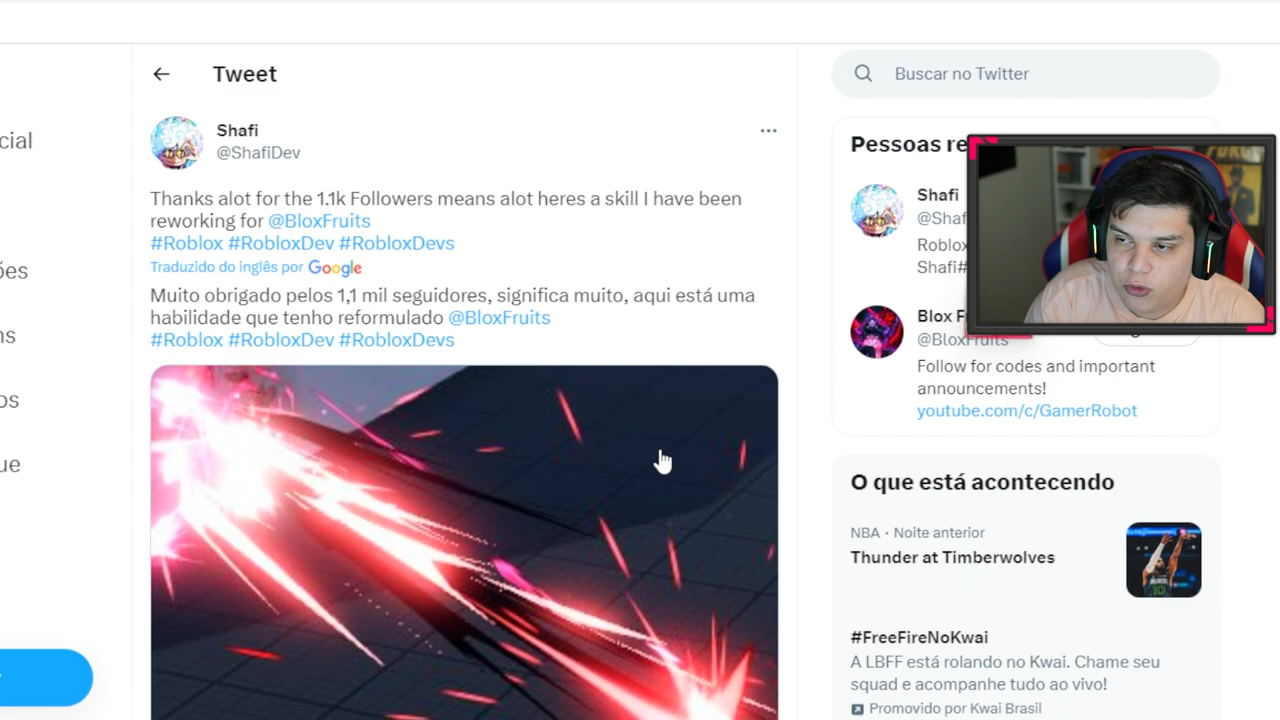 cial
ões
ns
os
ue
Tweet
Shafi
@ShafiDev
Thanks alot for the 1.1k Followers means alot heres a skill I have been
reworking for @BloxFruits
#Roblox #RobloxDev #RobloxDevs
Traduzido do inglês por Google
Muito obrigado pelos 1,1 mil seguidores, significa muito, aqui está uma
habilidade que tenho reformulado @BloxFruits
#Roblox #RobloxDev #RobloxDevs
Buscar no Twitter
Pessoas re
Shafi
@Shaf
Roblox
Shafi#
Blox F
@BloxFruits
Follow for codes and important
announcements!
youtube.com/c/GamerRobot
O que está acontecendo
NBA · Noite anterior
Thunder at Timberwolves
#FreeFireNoKwai
A LBFF está rolando no Kwai. Chame seu
squad e acompanhe tudo ao vivo!
Promovido por Kwai Brasil